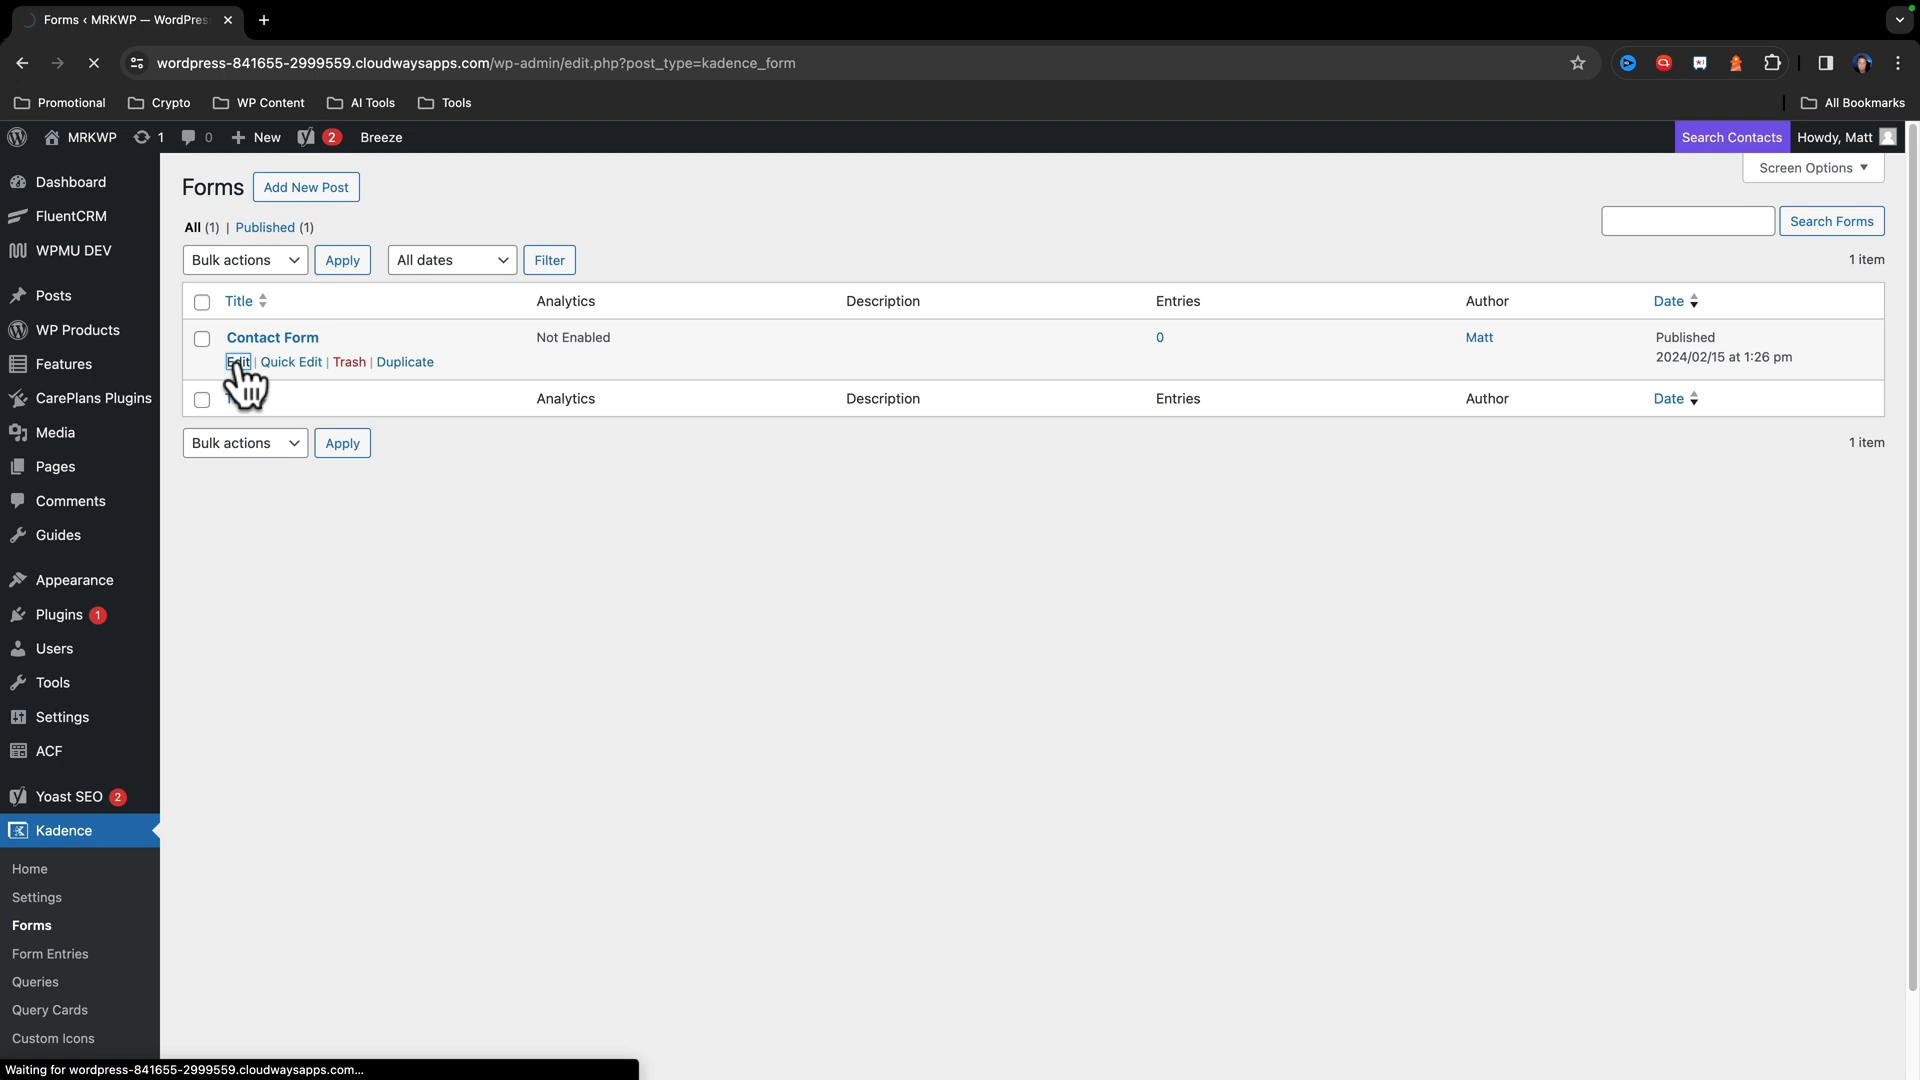 Forms ‹ MRKWP — WordPres
wordpress-841655-2999559.cloudwaysapps.com/wp-admin/edit.php?post_type=kadence_form
Promotional Crypto WP Content AI Tools Tools All Bookmarks
MRKWP 1 0 New 2 Breeze Search Contacts Howdy, Matt
Dashboard
FluentCRM
WPMU DEV
Posts
WP Products
Features
CarePlans Plugins
Media
Pages
Comments
Guides
Appearance
Plugins 1
Users
Tools
Settings
ACF
Yoast SEO 2
Kadence
Home
Settings
Forms
Form Entries
Queries
Query Cards
Custom Icons
Screen Options
Forms Add New Post
All (1) | Published (1)
Search Forms
Bulk actions Apply All dates Filter 1 item
Title Analytics Description Entries Author Date
Contact Form Not Enabled 0 Matt Published
2024/02/15 at 1:26 pm
Edit | Quick Edit | Trash | Duplicate
Analytics Description Entries Author Date
Bulk actions Apply 1 item
Waiting for wordpress-841655-2999559.cloudwaysapps.com...